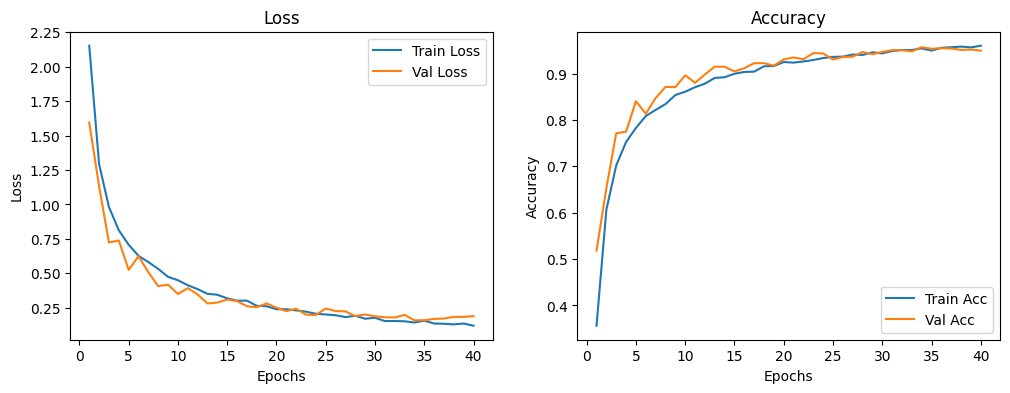 Loss
2.25
2.00
1.75
1.50
1.25
1.00
0.75
0.50
0.25
Loss
0 5 10 15 20 25 30 35 40
Epochs
Train Loss
Val Loss
Accuracy
0.9
0.8
0.7
0.6
0.5
0.4
Accuracy
0 5 10 15 20 25 30 35 40
Epochs
Train Acc
Val Acc